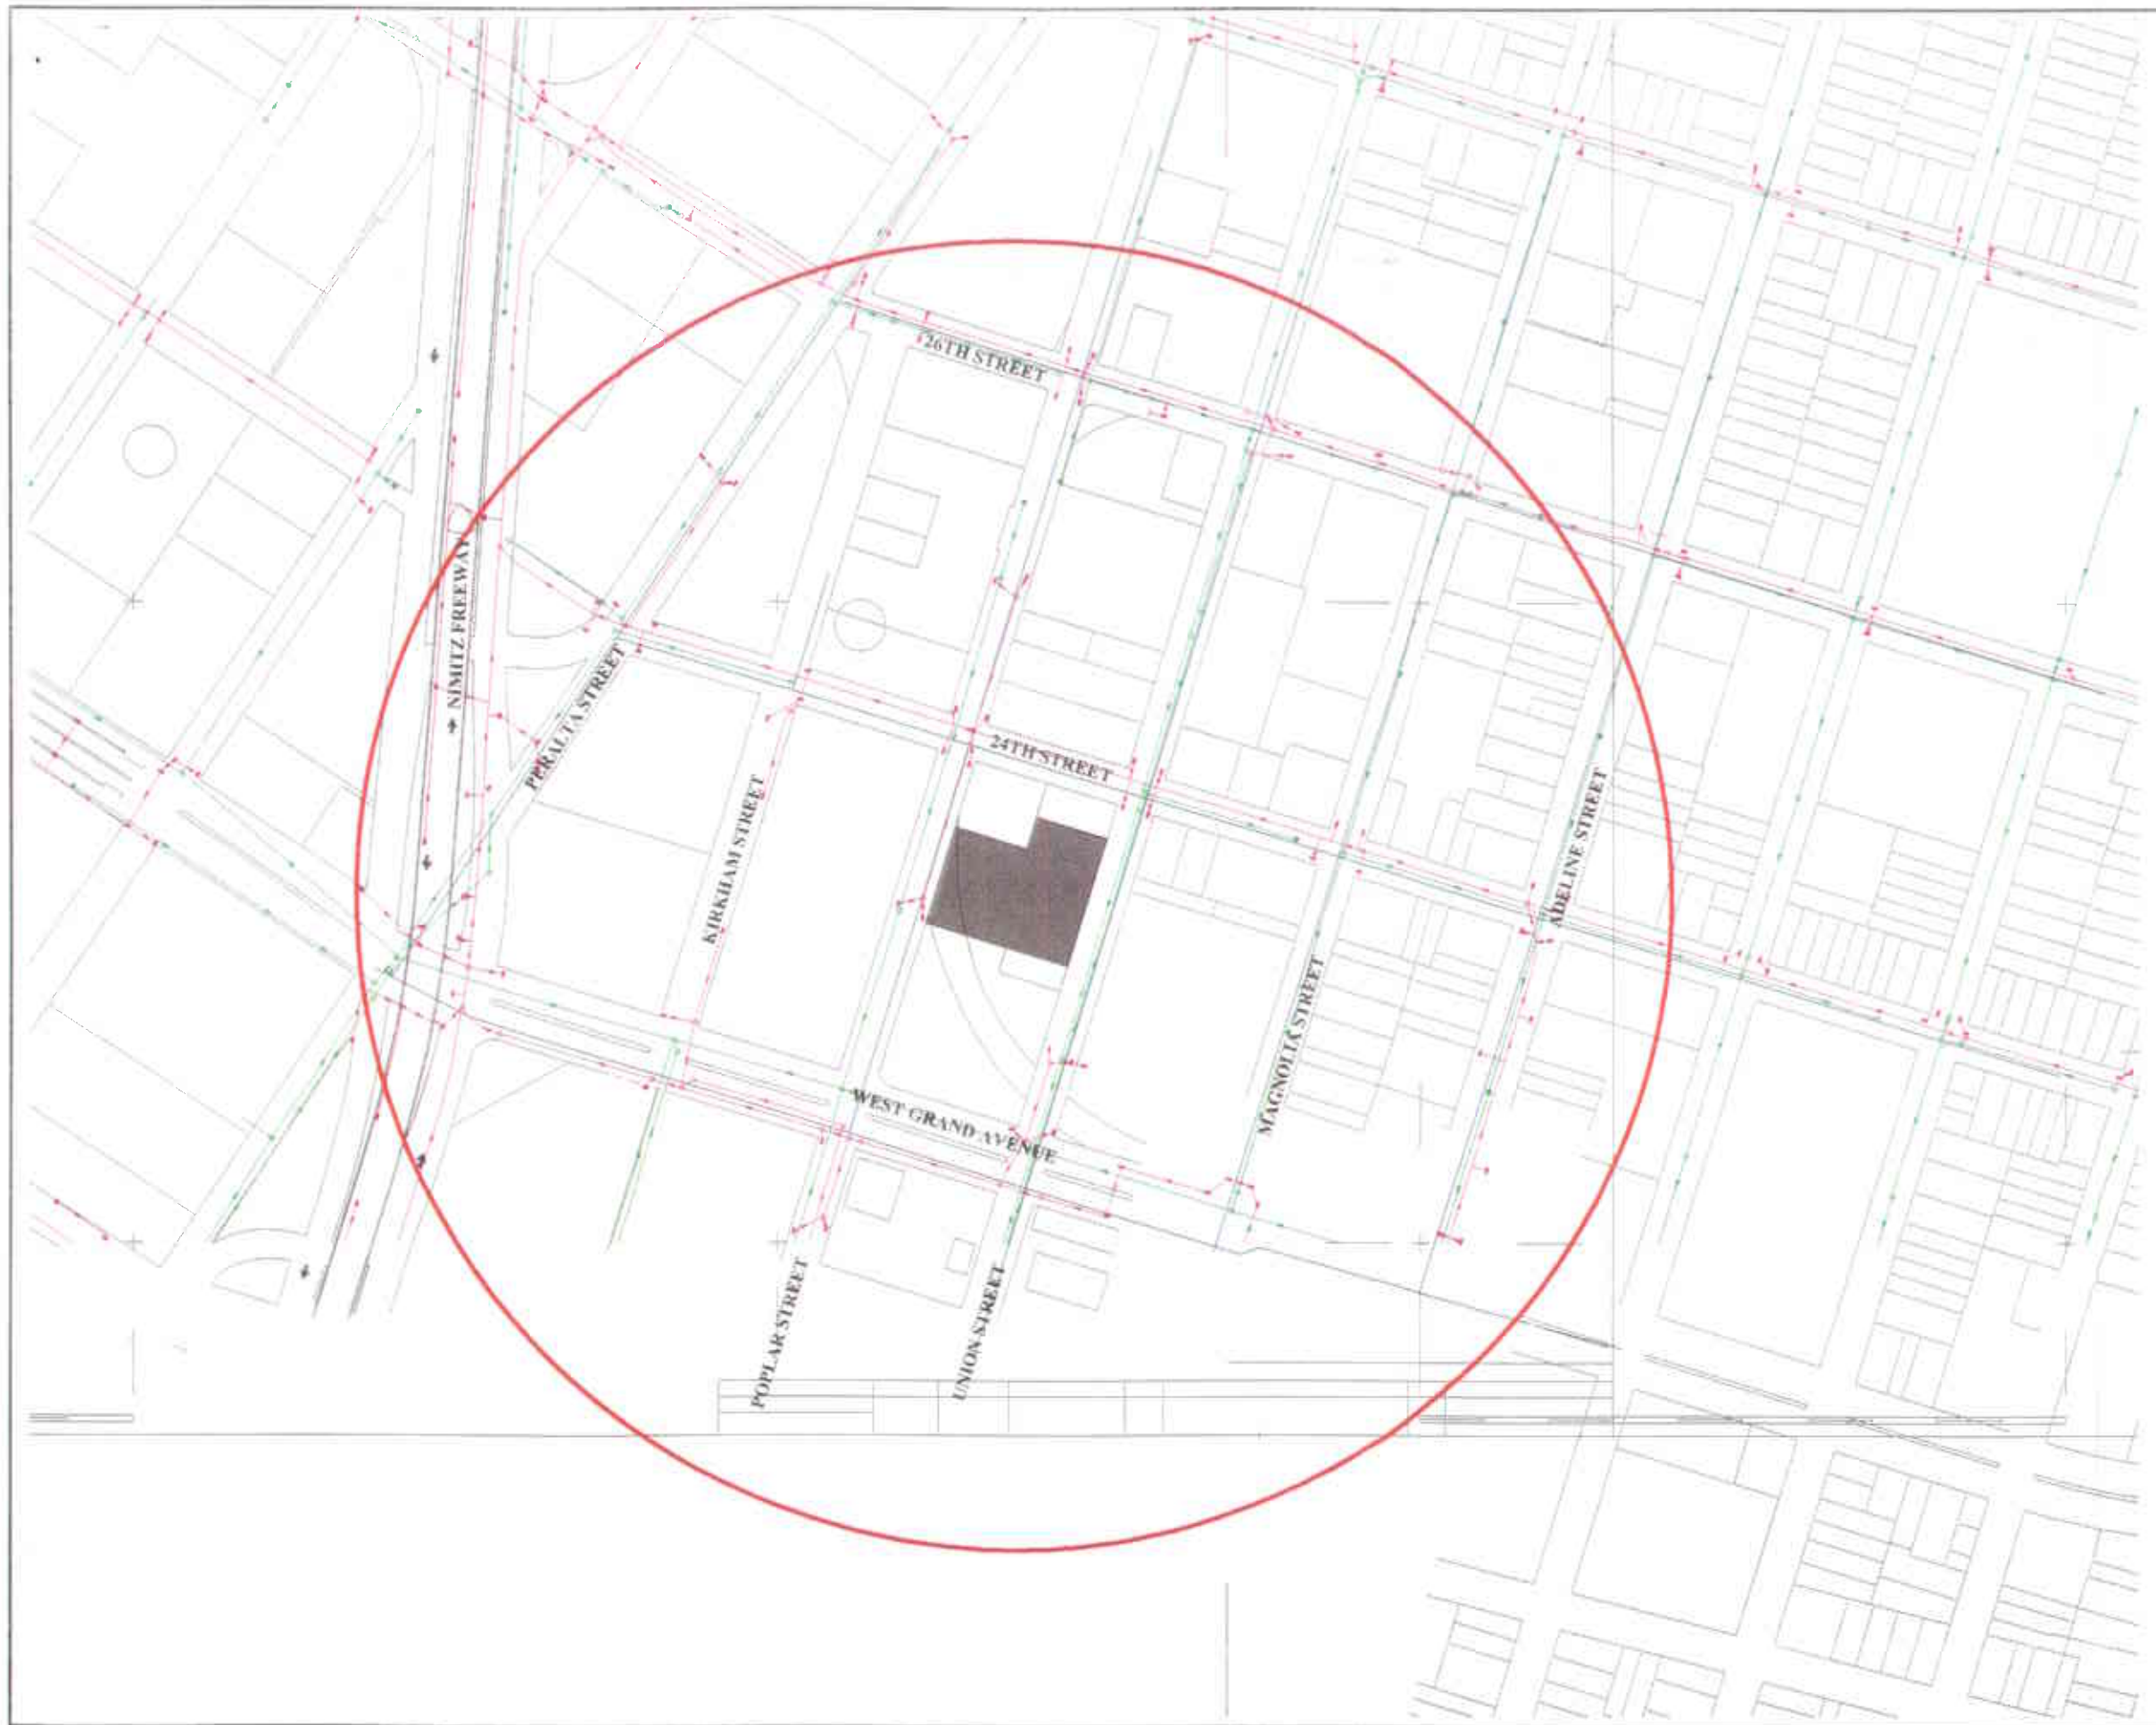 26TH STREET
NIMITZ FREEWAY
PERALTA STREET
24TH STREET
KIRKHAM STREET
ADELINE STREET
MAGNOLIA STREET
WEST GRAND AVENUE
POPLAR STREET
UNION STREET